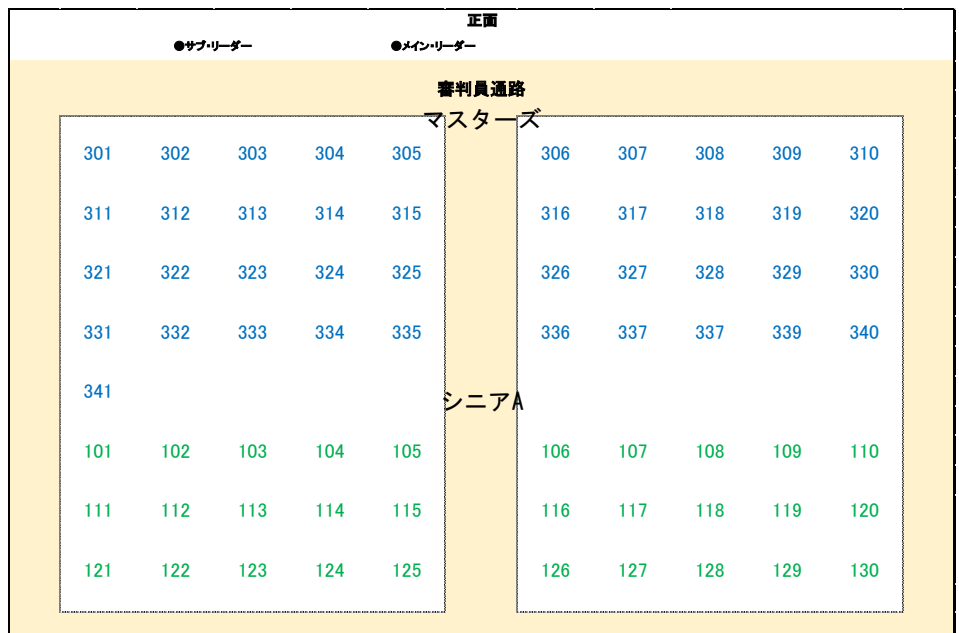 正面
●サブ・リーダー ●メイン・リーダー
審判員通路
マスターズ
301 302 303 304 305 306 307 308 309 310
311 312 313 314 315 316 317 318 319 320
321 322 323 324 325 326 327 328 329 330
331 332 333 334 335 336 337 337 339 340
341
シニアA
101 102 103 104 105 106 107 108 109 110
111 112 113 114 115 116 117 118 119 120
121 122 123 124 125 126 127 128 129 130